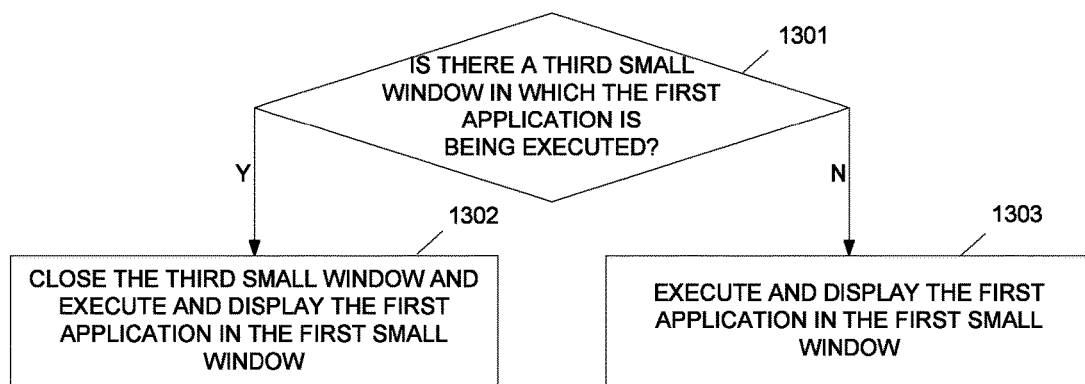 1301
IS THERE A THIRD SMALL
WINDOW IN WHICH THE FIRST
APPLICATION IS
BEING EXECUTED?
Y
N
1302
CLOSE THE THIRD SMALL WINDOW AND
EXECUTE AND DISPLAY THE FIRST
APPLICATION IN THE FIRST SMALL
WINDOW
1303
EXECUTE AND DISPLAY THE FIRST
APPLICATION IN THE FIRST SMALL
WINDOW